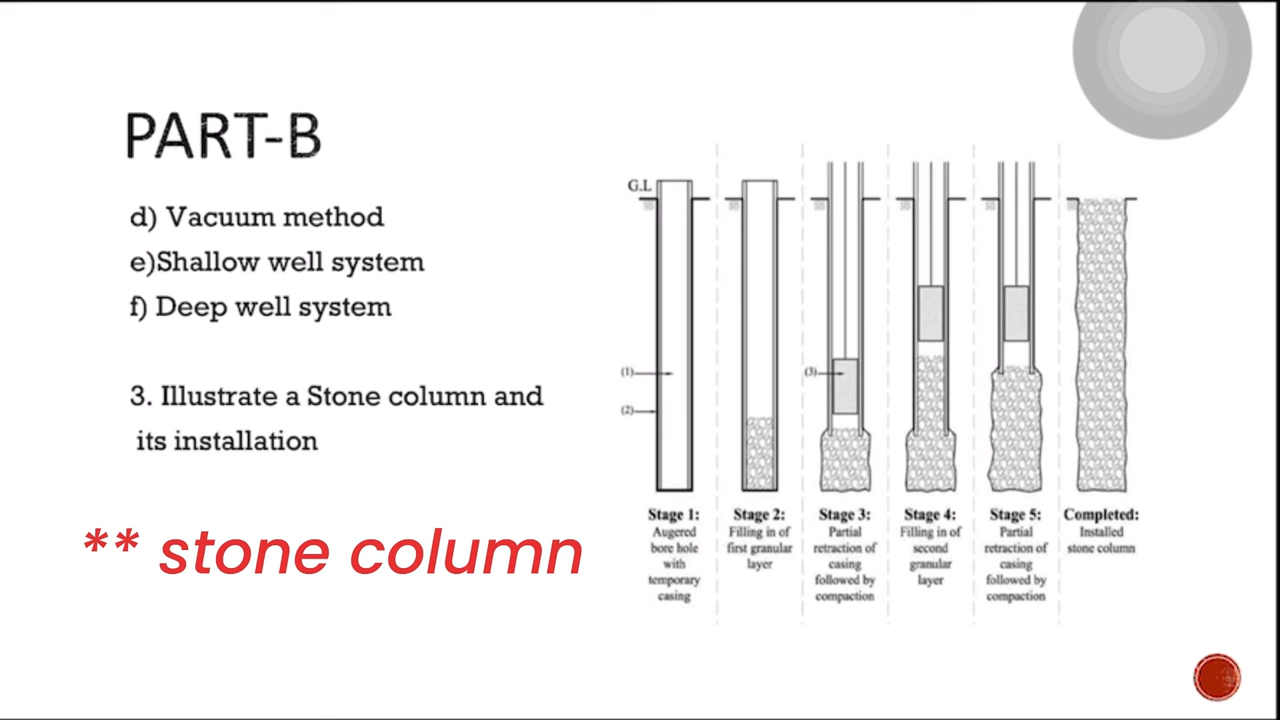 PART-B
d) Vacuum method
e)Shallow well system
f) Deep well system
3. Illustrate a Stone column and
its installation
** stone column
G.L
(1)
(2)
(3)
Stage 1:
Augered
bore hole
with
temporary
casing
Stage 2:
Filling in of
first granular
layer
Stage 3:
Partial
retraction of
casing
followed by
compaction
Stage 4:
Filling in of
second
granular
layer
Stage 5:
Partial
retraction of
casing
followed by
compaction
Completed:
Installed
stone column